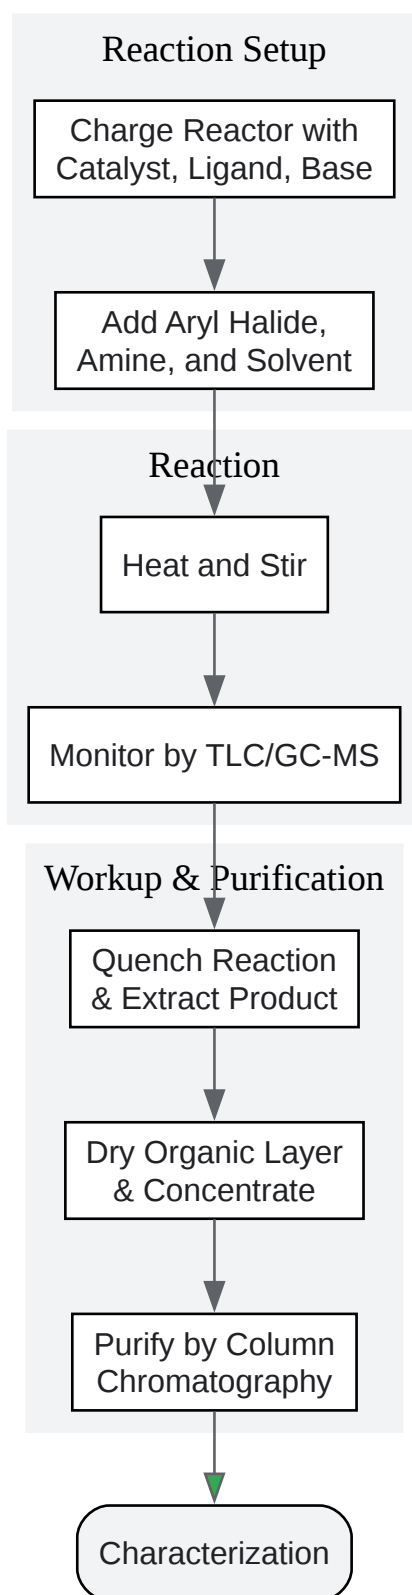 Reaction Setup
Charge Reactor with
Catalyst, Ligand, Base
Add Aryl Halide,
Amine, and Solvent
Reaction
Heat and Stir
Monitor by TLC/GC-MS
Workup & Purification
Quench Reaction
& Extract Product
Dry Organic Layer
& Concentrate
Purify by Column
Chromatography
Characterization